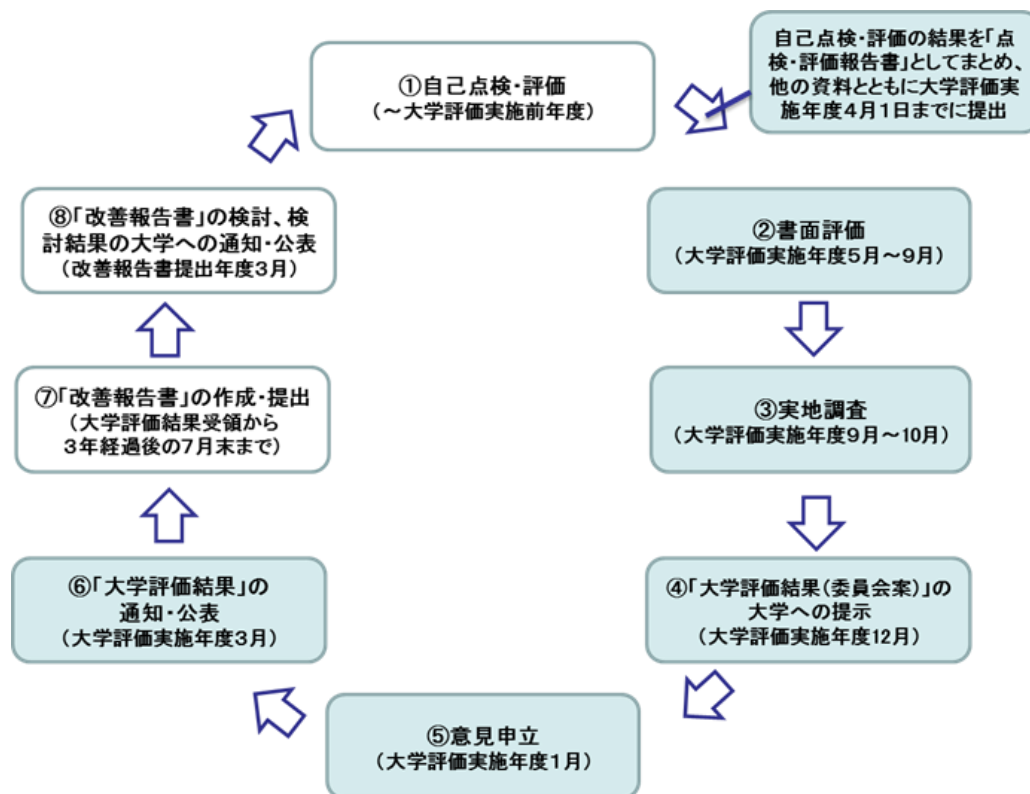 ①自己点検・評価
(～大学評価実施前年度)
自己点検・評価の結果を「点
検・評価報告書」としてまとめ、
他の資料とともに大学評価実
施年度4月1日までに提出
②書面評価
(大学評価実施年度5月～9月)
③実地調査
(大学評価実施年度9月～10月)
④「大学評価結果(委員会案)」の
大学への提示
(大学評価実施年度12月)
⑤意見申立
(大学評価実施年度1月)
⑥「大学評価結果」の
通知・公表
(大学評価実施年度3月)
⑦「改善報告書」の作成・提出
(大学評価結果受領から
3年経過後の7月末まで)
⑧「改善報告書」の検討、検
討結果の大学への通知・公表
(改善報告書提出年度3月)